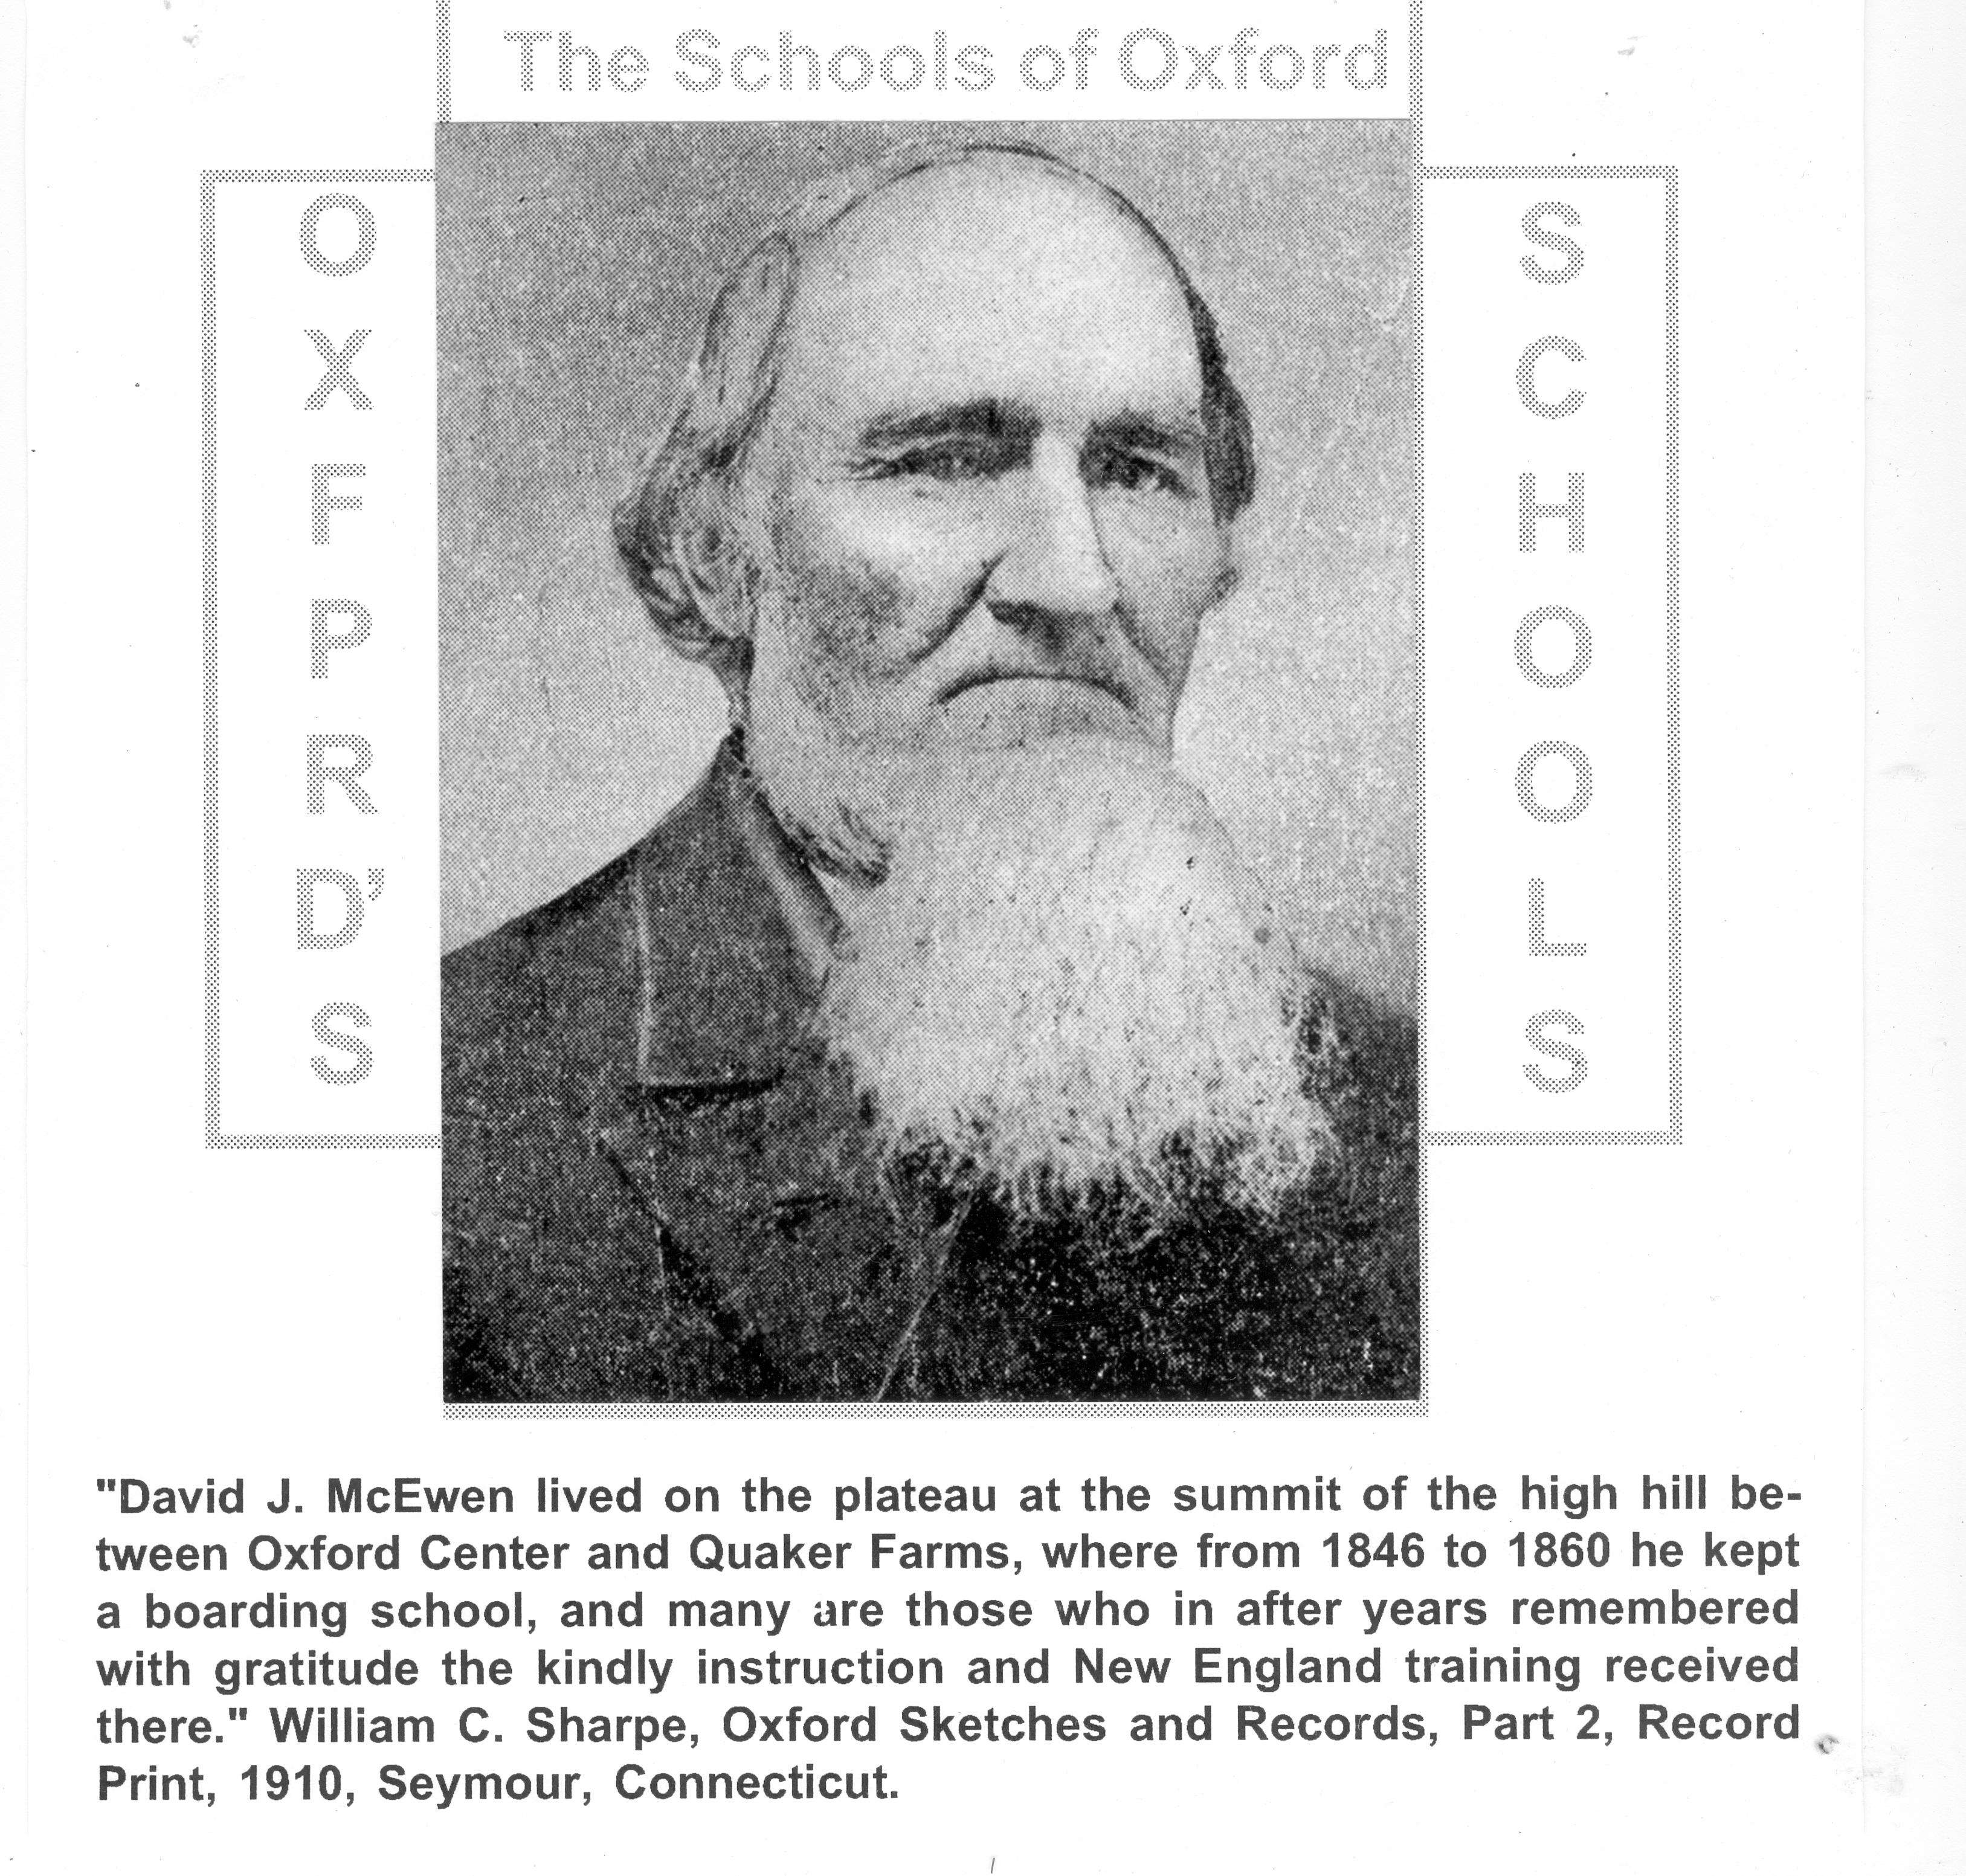 The Schools of Oxford
O
X
F
P
R
D'
S
S
C
H
O
O
L
S
"David J. McEwen lived on the plateau at the summit of the high hill be-
tween Oxford Center and Quaker Farms, where from 1846 to 1860 he kept
a boarding school, and many are those who in after years remembered
with gratitude the kindly instruction and New England training received
there." William C. Sharpe, Oxford Sketches and Records, Part 2, Record
Print, 1910, Seymour, Connecticut.